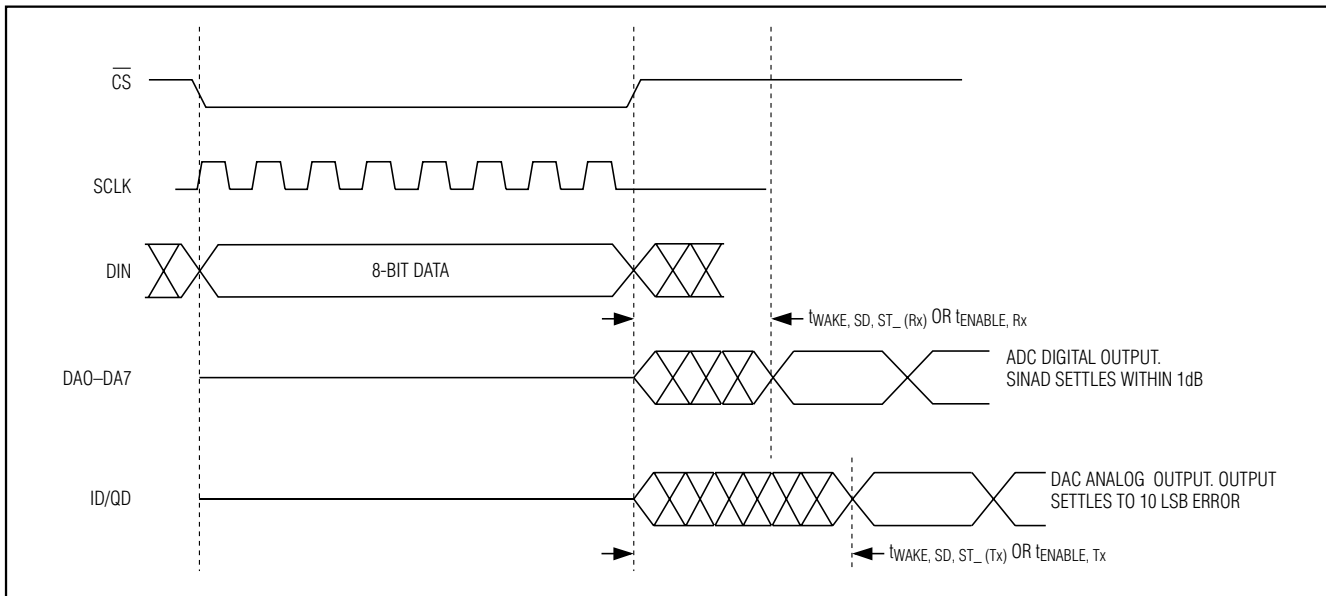 CS
SCLK
DIN
8-BIT DATA
tWAKE, SD, ST_ (Rx) OR tENABLE, Rx
DA0–DA7
ADC DIGITAL OUTPUT.
SINAD SETTLES WITHIN 1dB
ID/QD
DAC ANALOG OUTPUT. OUTPUT
SETTLES TO 10 LSB ERROR
tWAKE, SD, ST_ (Tx) OR tENABLE, Tx